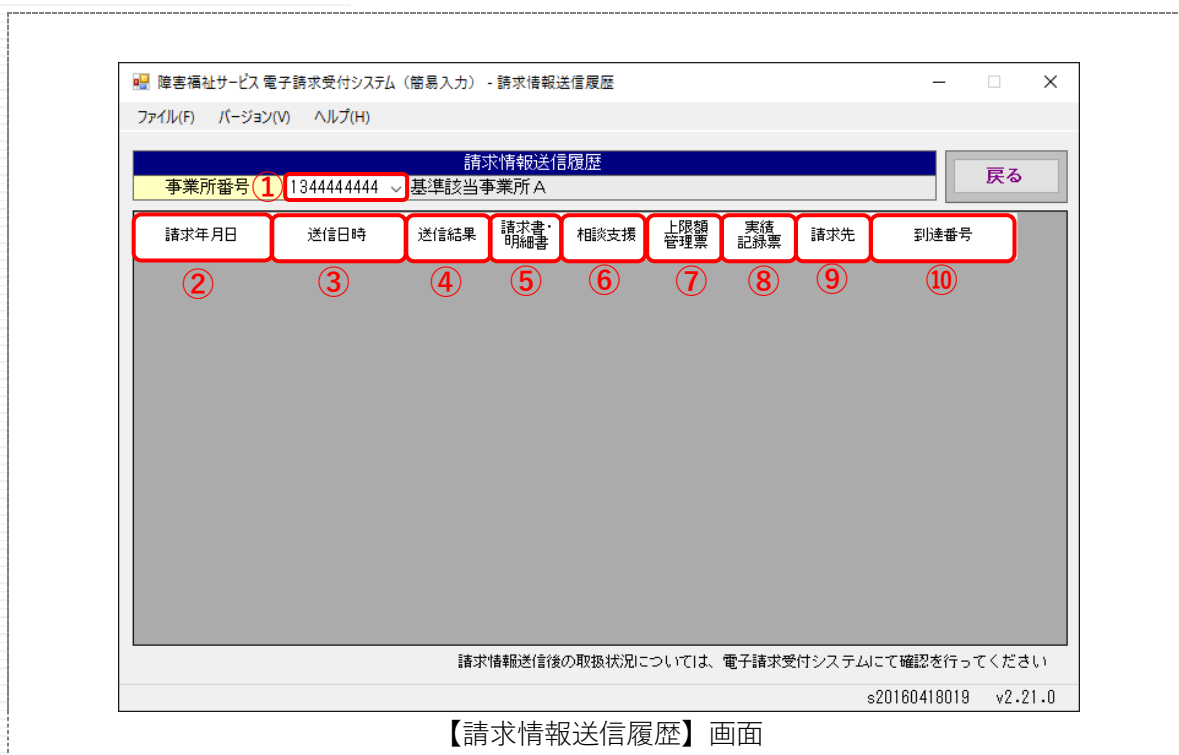 障害福祉サービス 電子請求受付システム（簡易入力） - 請求情報送信履歴
ファイル(F) バージョン(V) ヘルプ(H)
請求情報送信履歴
戻る
事業所番号 ① 1344444444 基準該当事業所Ａ
請求年月日 送信日時 送信結果 請求書・明細書 相談支援 上限額管理票 実績記録票 請求先 到達番号
② ③ ④ ⑤ ⑥ ⑦ ⑧ ⑨ ⑩
請求情報送信後の取扱状況については、電子請求受付システムにて確認を行ってください
s20160418019 v2.21.0
【請求情報送信履歴】画面